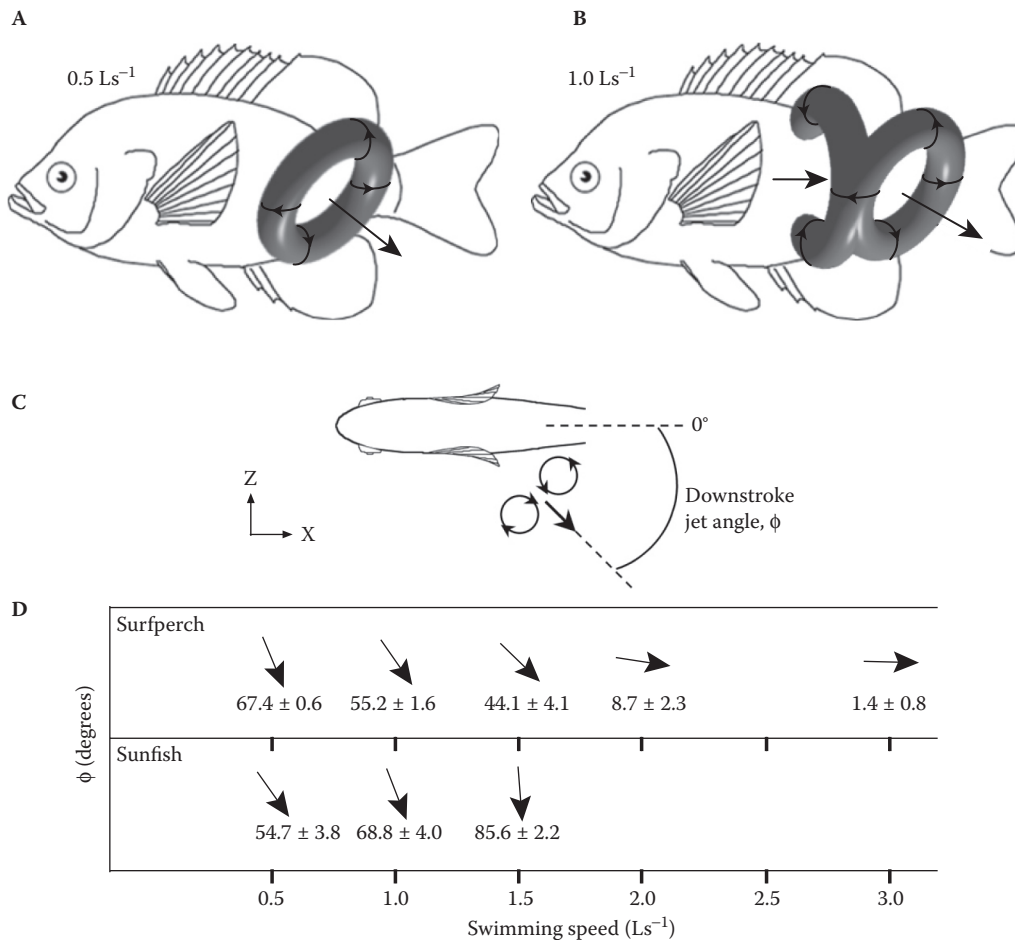 A
B
0.5 Ls⁻¹
1.0 Ls⁻¹
C
0°
Z
X
Downstroke
jet angle, ϕ
D
Surfperch
67.4 ± 0.6 55.2 ± 1.6 44.1 ± 4.1 8.7 ± 2.3 1.4 ± 0.8
ϕ (degrees)
Sunfish
54.7 ± 3.8 68.8 ± 4.0 85.6 ± 2.2
0.5 1.0 1.5 2.0 2.5 3.0
Swimming speed (Ls⁻¹)